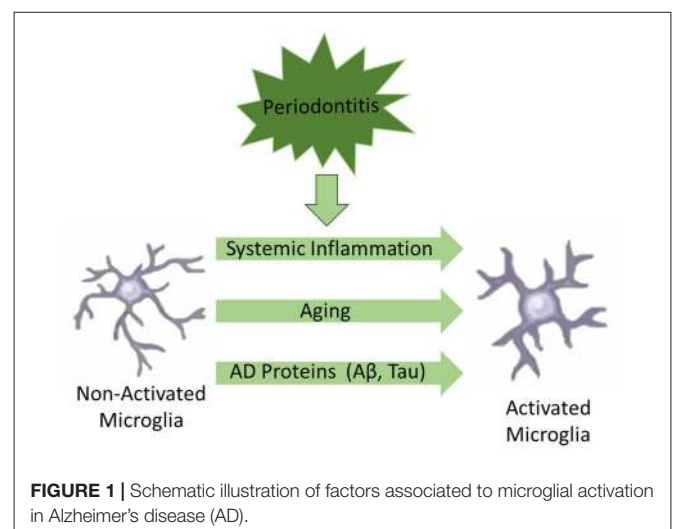 Periodontitis
Systemic Inflammation
Aging
AD Proteins (Aβ, Tau)
Non-Activated
Microglia
Activated
Microglia
FIGURE 1 | Schematic illustration of factors associated to microglial activation
in Alzheimer’s disease (AD).